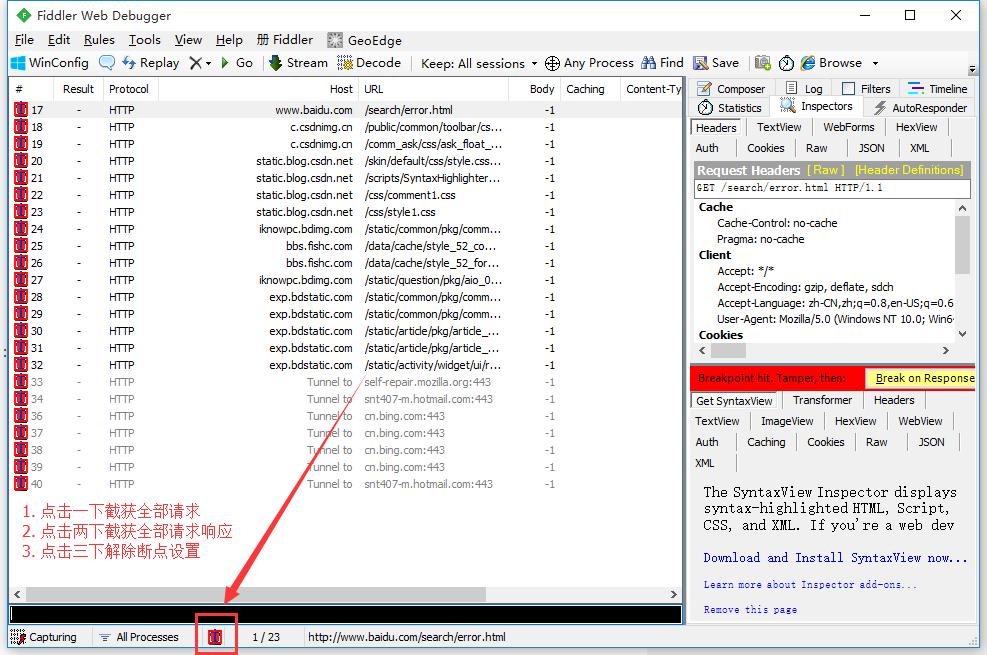 Fiddler Web Debugger
File Edit Rules Tools View Help 册 Fiddler GeoEdge
WinConfig Replay Go Stream Decode Keep: All sessions Any Process Find Save Browse
# Result Protocol Host URL Body Caching Content-Ty
17 - HTTP www.baidu.com /search/error.html -1
18 - HTTP c.csdnimg.cn /public/common/toolbar/cs... -1
19 - HTTP c.csdnimg.cn /comm_ask/css/ask_float_... -1
20 - HTTP static.blog.csdn.net /skin/default/css/style.css... -1
21 - HTTP static.blog.csdn.net /scripts/SyntaxHighlighter... -1
22 - HTTP static.blog.csdn.net /css/comment1.css -1
23 - HTTP static.blog.csdn.net /css/style1.css -1
24 - HTTP iknowpc.bdimg.com /static/common/pkg/comm... -1
25 - HTTP bbs.fishc.com /data/cache/style_52_co... -1
26 - HTTP bbs.fishc.com /data/cache/style_52_for... -1
27 - HTTP iknowpc.bdimg.com /static/question/pkg/aio_0... -1
28 - HTTP exp.bdstatic.com /static/common/pkg/comm... -1
29 - HTTP exp.bdstatic.com /static/common/pkg/comm... -1
30 - HTTP exp.bdstatic.com /static/article/pkg/article_... -1
31 - HTTP exp.bdstatic.com /static/article/pkg/article_... -1
32 - HTTP exp.bdstatic.com /static/activity/widget/ui/r... -1
33 - HTTP Tunnel to self-repair.mozilla.org:443 -1
34 - HTTP Tunnel to snt407-m.hotmail.com:443 -1
36 - HTTP Tunnel to cn.bing.com:443 -1
37 - HTTP Tunnel to cn.bing.com:443 -1
38 - HTTP Tunnel to cn.bing.com:443 -1
39 - HTTP Tunnel to cn.bing.com:443 -1
40 - HTTP Tunnel to snt407-m.hotmail.com:443 -1
1. 点击一下截获全部请求
2. 点击两下截获全部请求响应
3. 点击三下解除断点设置
Capturing All Processes 1 / 23 http://www.baidu.com/search/error.html
Composer Log Filters Timeline
Statistics Inspectors AutoResponder
Headers TextView WebForms HexView
Auth Cookies Raw JSON XML
Request Headers [ Raw ] [Header Definitions]
GET /search/error.html HTTP/1.1
Cache
Cache-Control: no-cache
Pragma: no-cache
Client
Accept: */*
Accept-Encoding: gzip, deflate, sdch
Accept-Language: zh-CN,zh;q=0.8,en-US;q=0.6
User-Agent: Mozilla/5.0 (Windows NT 10.0; Win6
Cookies
Breakpoint hit. Tamper, then: Break on Response
Get SyntaxView Transformer Headers
TextView ImageView HexView WebView
Auth Caching Cookies Raw JSON
XML
The SyntaxView Inspector displays
syntax-highlighted HTML, Script,
CSS, and XML. If you're a web dev
Download and Install SyntaxView now...
Learn more about Inspector add-ons...
Remove this page